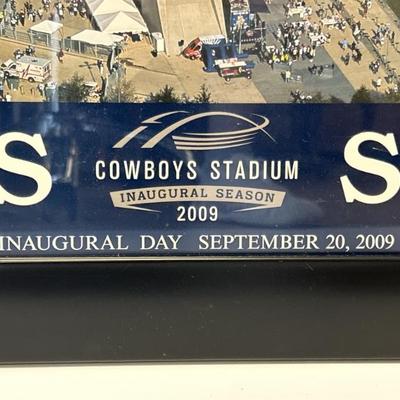 S
COWBOYS STADIUM
S
INAUGURAL SEASON
2009
INAUGURAL DAY SEPTEMBER 20, 2009